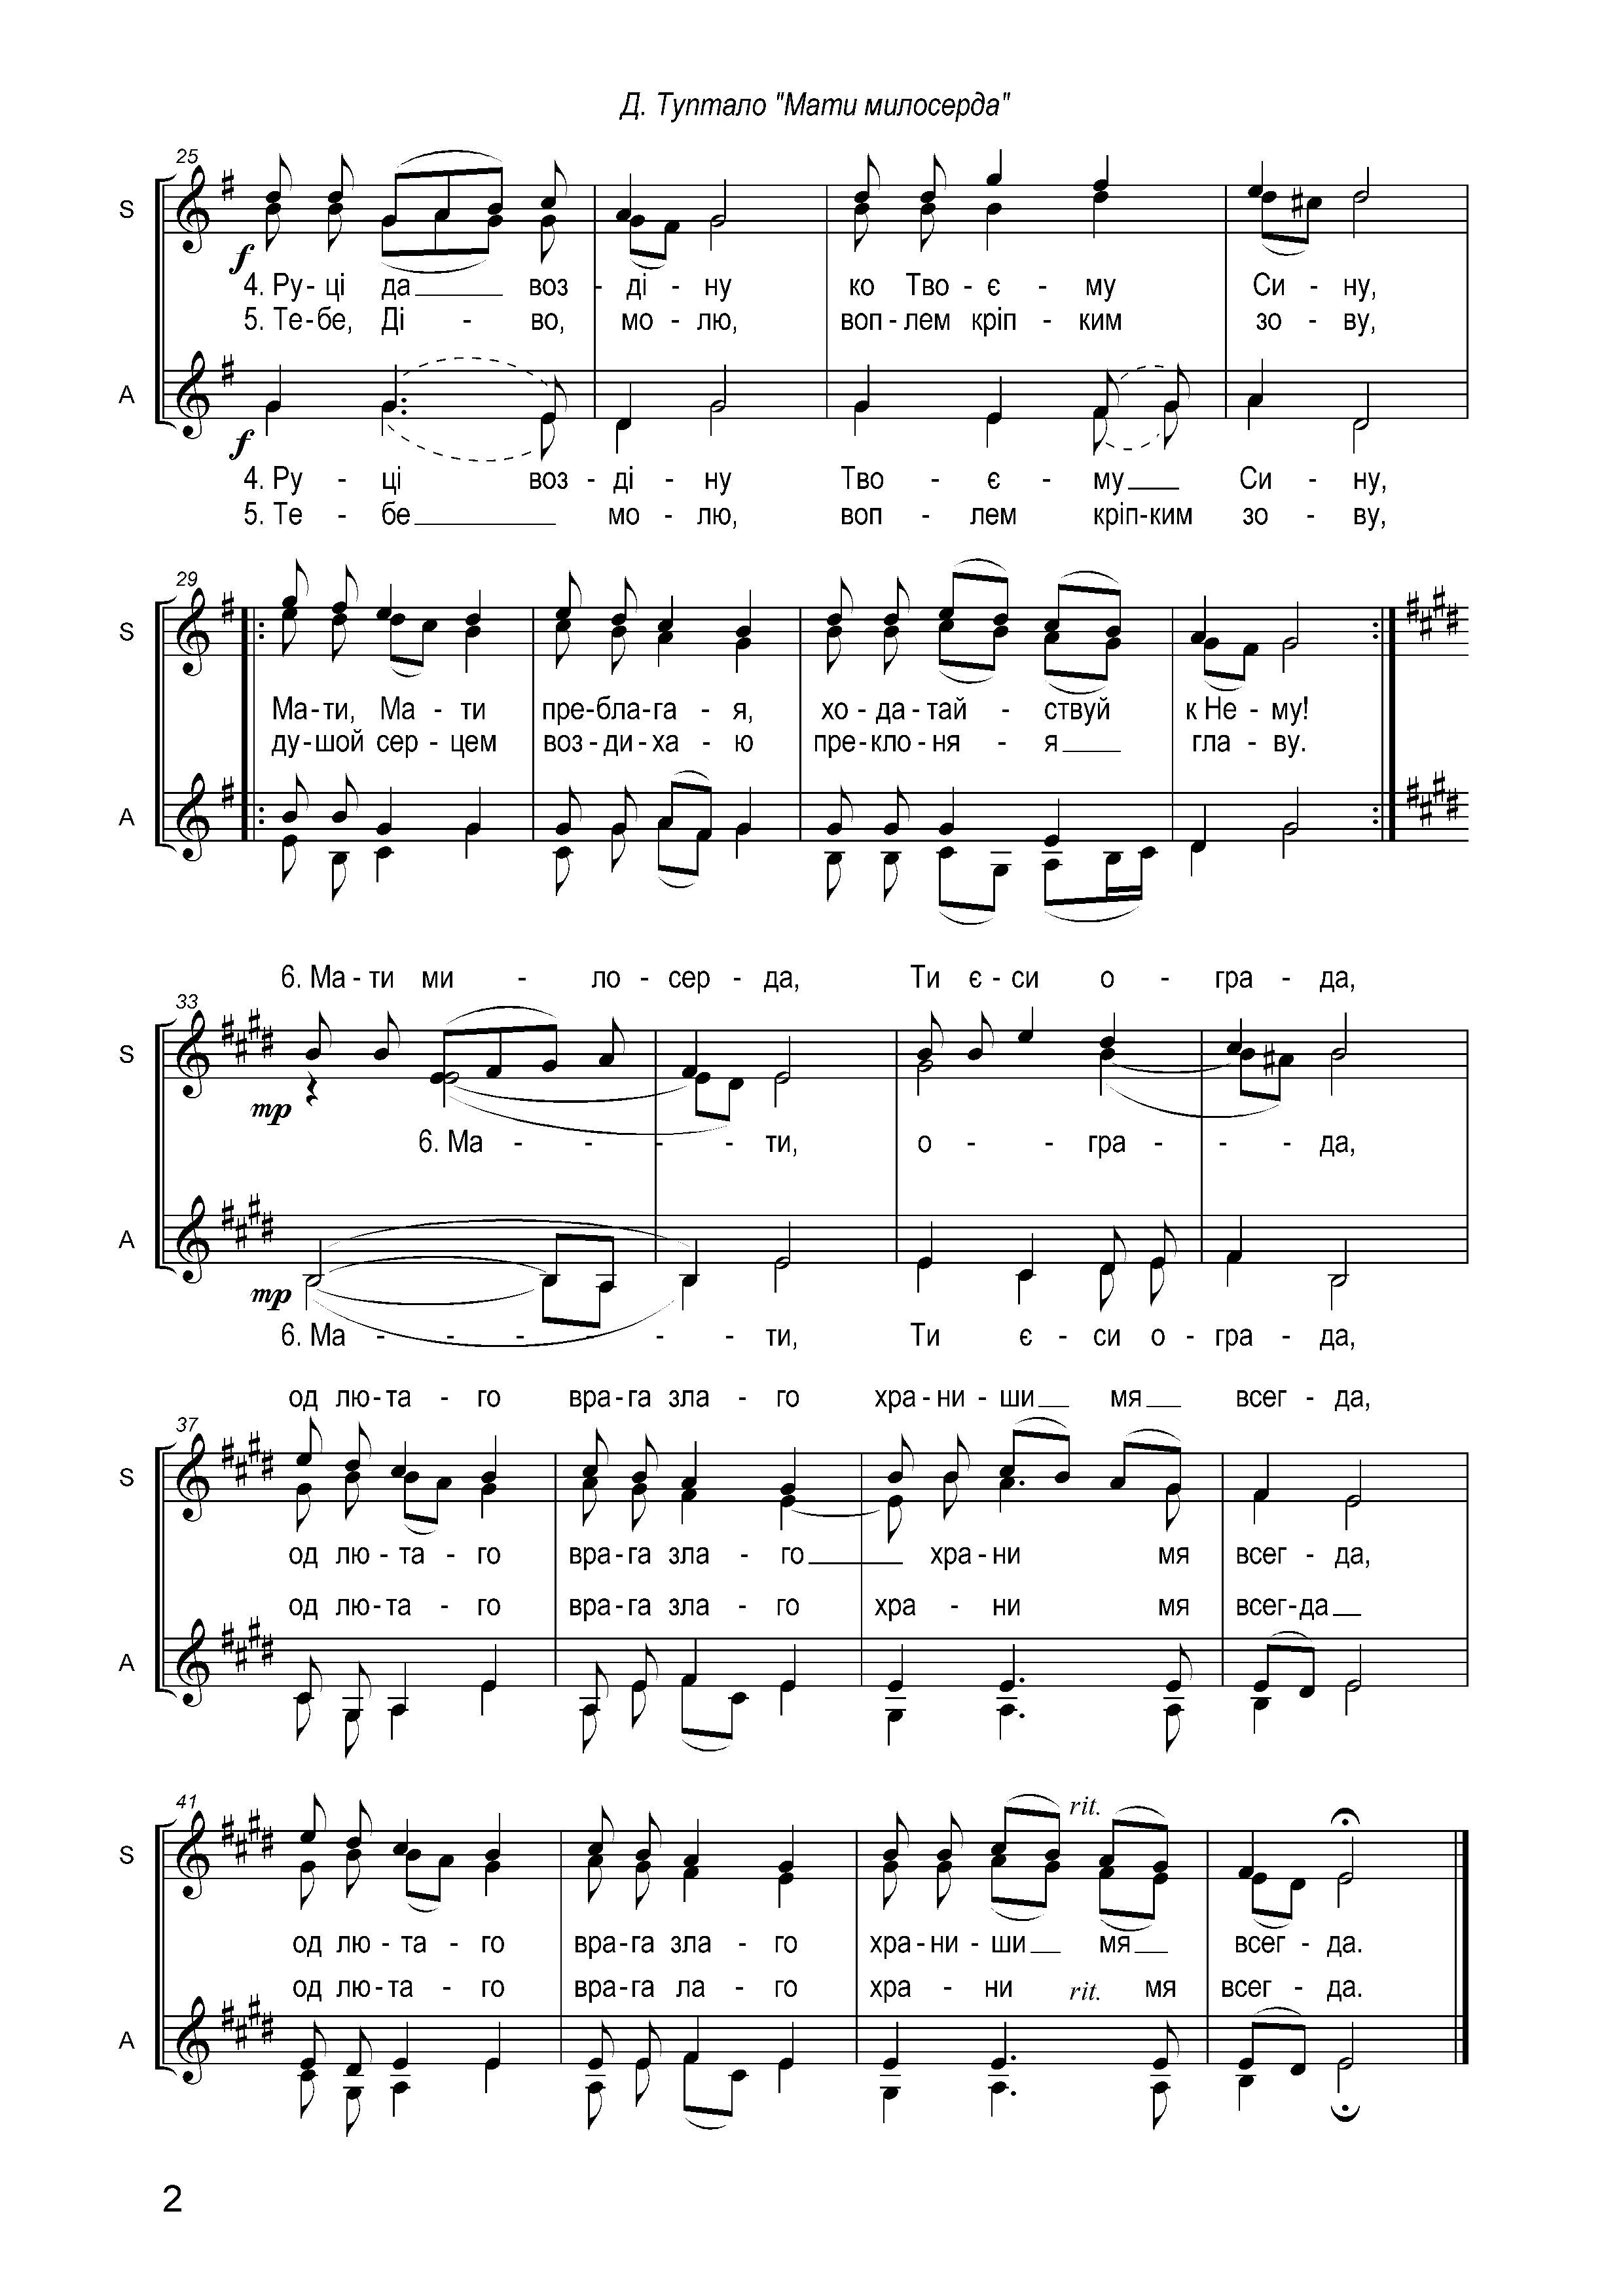 Д. Туптало "Мати милосерда"
25
S
f
4. Ру- ці да___ воз - ді - ну ко Тво - є - му Си - ну,
5. Те-бе, Ді - во, мо - лю, воп-лем кріп - ким зо - ву,
A
f
4. Ру - ці воз - ді - ну Тво - є - му___ Си - ну,
5. Те - бе___ мо - лю, воп - лем кріп-ким зо - ву,
29
S
Ма-ти, Ма - ти пре-бла-га - я, хо-да-тай - ствуй к Не - му!
ду-шой сер - цем воз-ди-ха - ю пре-кло-ня - я___ гла - ву.
A
6. Ма - ти ми - ло - сер - да, Ти є - си о - гра - да,
33
S
mp
6. Ма - - - - ти, о - - гра - - - да,
A
mp
6. Ма - - - - - - ти, Ти є - си о - гра - да,
од лю-та - го вра-га зла - го хра-ни-ши__ мя__ всег - да,
37
S
од лю - та - го вра-га зла - го___ хра-ни мя всег - да,
од лю-та - го вра-га зла - го хра - ни мя всег-да__
A
41
rit.
S
од лю - та - го вра-га зла - го хра-ни-ши__ мя__ всег - да.
од лю-та - го вра-га ла - го хра - ни rit. мя всег - да.
A
2